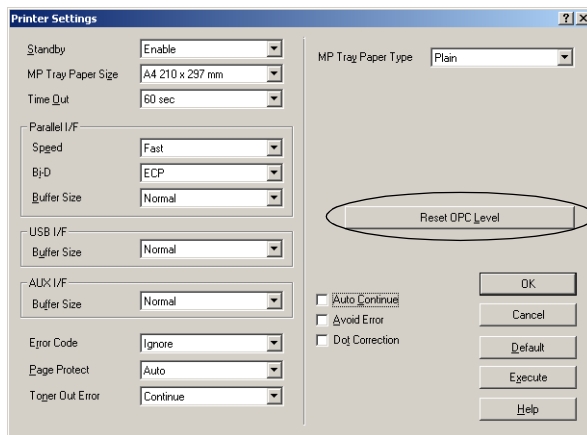 Printer Settings
Standby Enable
MP Tray Paper Size A4 210 x 297 mm
Time Out 60 sec
Parallel I/F
Speed Fast
Bi-D ECP
Buffer Size Normal
USB I/F
Buffer Size Normal
AUX I/F
Buffer Size Normal
Error Code Ignore
Page Protect Auto
Toner Out Error Continue
MP Tray Paper Type Plain
Reset OPC Level
Auto Continue
Avoid Error
Dot Correction
OK
Cancel
Default
Execute
Help